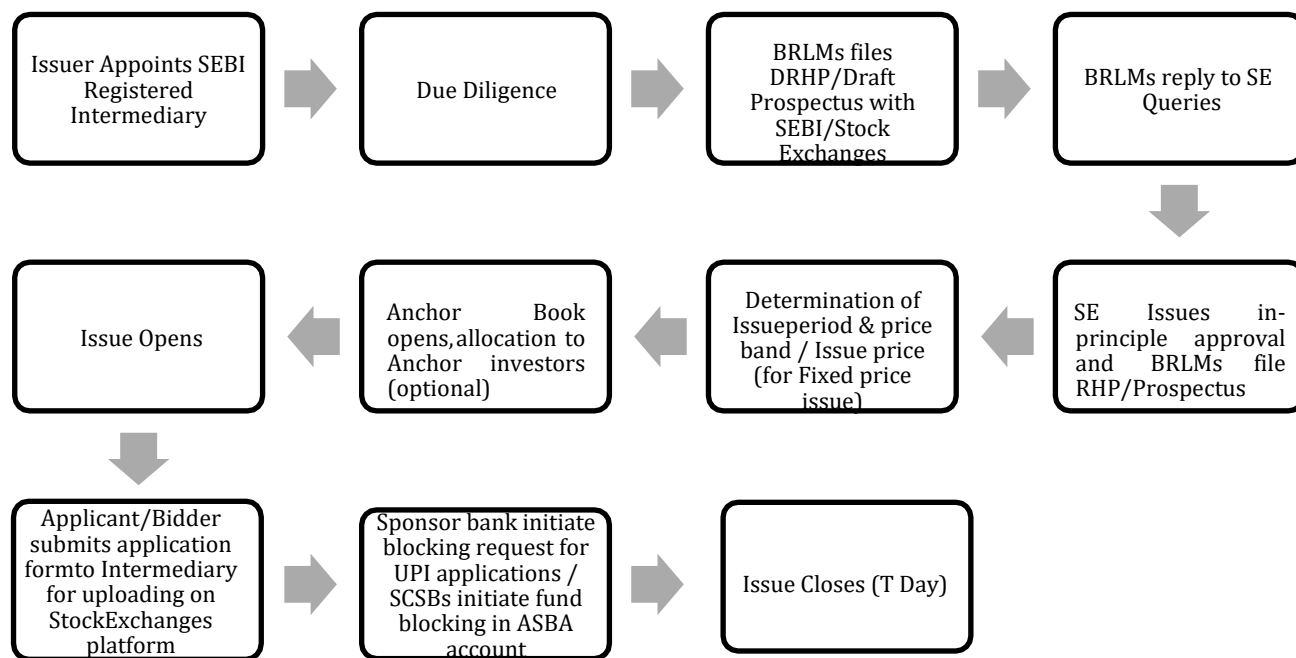 Issuer Appoints SEBI
Registered
Intermediary
Due Diligence
BRLMs files
DRHP/Draft
Prospectus with
SEBI/Stock
Exchanges
BRLMs reply to SE
Queries
SE Issues in-
principle approval
and BRLMs file
RHP/Prospectus
Determination of
Issueperiod & price
band / Issue price
(for Fixed price
issue)
Anchor Book
opens, allocation to
Anchor investors
(optional)
Issue Opens
Applicant/Bidder
submits application
formto Intermediary
for uploading on
StockExchanges
platform
Sponsor bank initiate
blocking request for
UPI applications /
SCSBs initiate fund
blocking in ASBA
account
Issue Closes (T Day)